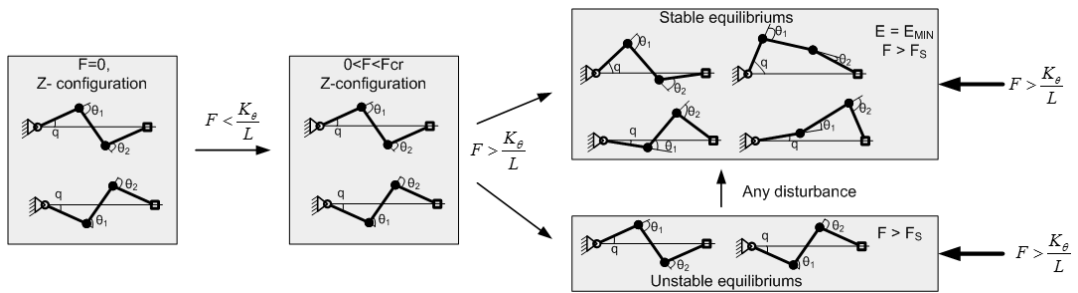 F=0,
Z- configuration
θ1
q
θ2
θ2
q
θ1
F < Kθ/L
0<F<Fcr
Z-configuration
θ1
q
θ2
θ2
q
θ1
F > Kθ/L
Stable equilibriums
E = EMIN
F > FS
θ1
q
θ2
θ1
q
θ2
q
θ2
θ1
θ1
q
θ2
F > Kθ/L
Any disturbance
θ1
q
θ2
θ2
q
θ1
F > FS
Unstable equilibriums
F > Kθ/L